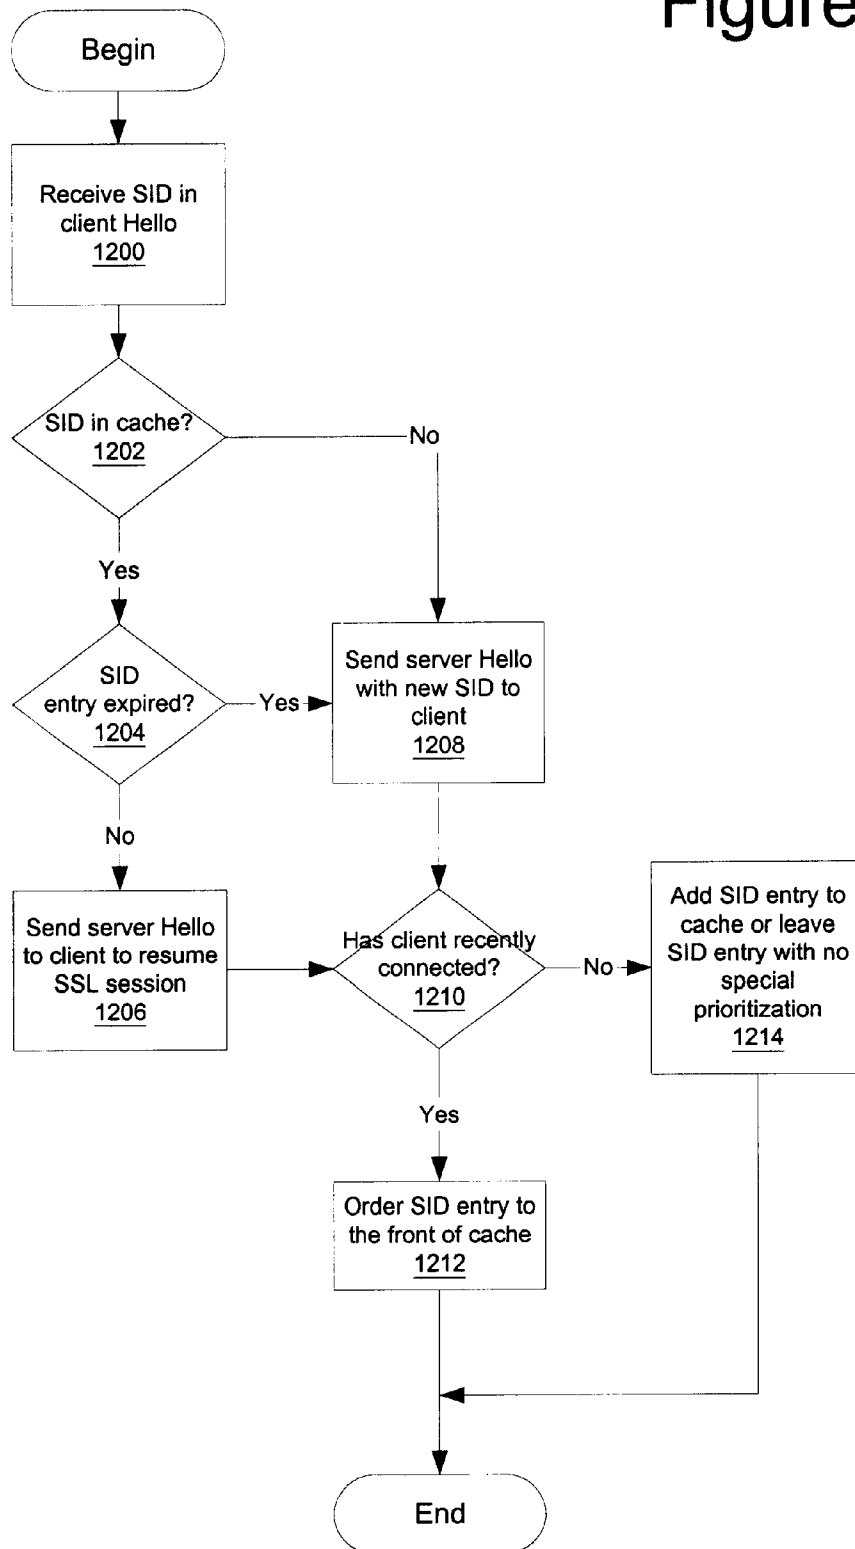 Figure
Begin
Receive SID in
client Hello
1200
SID in cache?
1202
No
Yes
SID
entry expired?
1204
Yes
Send server Hello
with new SID to
client
1208
No
Send server Hello
to client to resume
SSL session
1206
Has client recently
connected?
1210
No
Add SID entry to
cache or leave
SID entry with no
special
prioritization
1214
Yes
Order SID entry to
the front of cache
1212
End